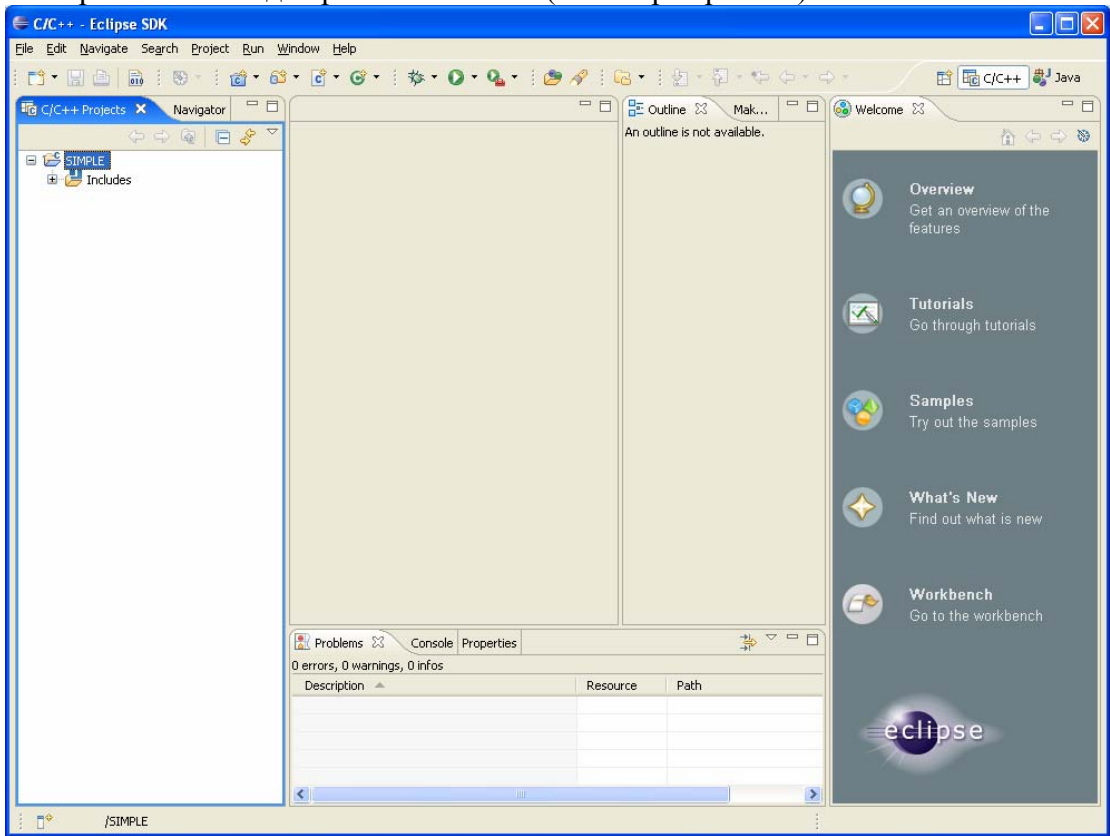 C/C++ - Eclipse SDK
File Edit Navigate Search Project Run Window Help
C/C++ Java
C/C++ Projects Navigator
SIMPLE
Includes
Outline Mak...
An outline is not available.
Welcome
Overview
Get an overview of the
features
Tutorials
Go through tutorials
Samples
Try out the samples
What's New
Find out what is new
Workbench
Go to the workbench
eclipse
Problems Console Properties
0 errors, 0 warnings, 0 infos
Description Resource Path
/SIMPLE